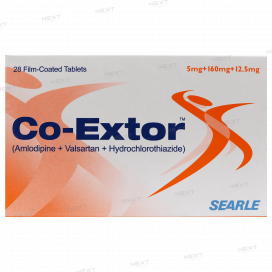 28 Film-Coated Tablets
5mg+160mg+12.5mg
Co-Extor™
(Amlodipine + Valsartan + Hydrochlorothiazide)
SEARLE